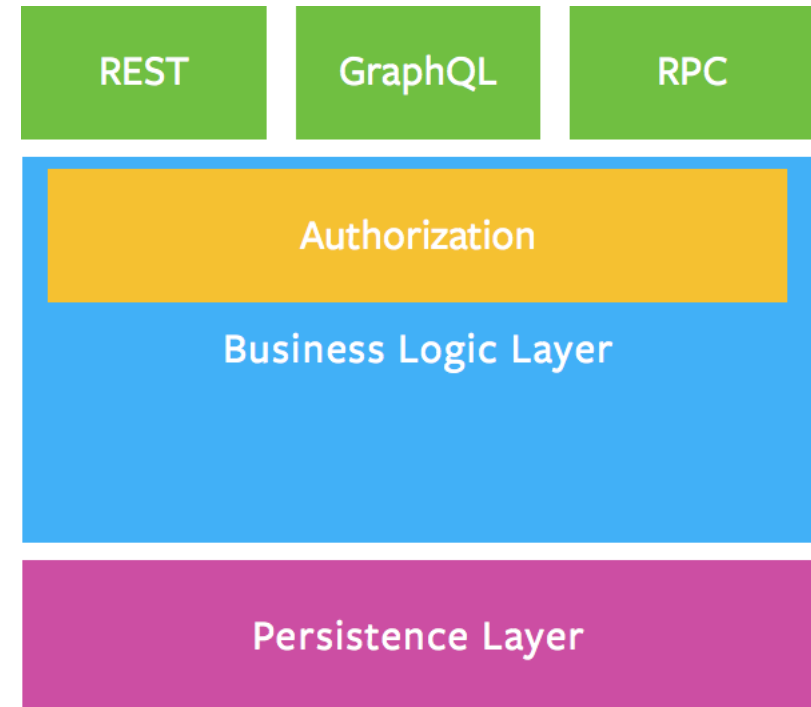 REST
GraphQL
RPC
Authorization
Business Logic Layer
Persistence Layer